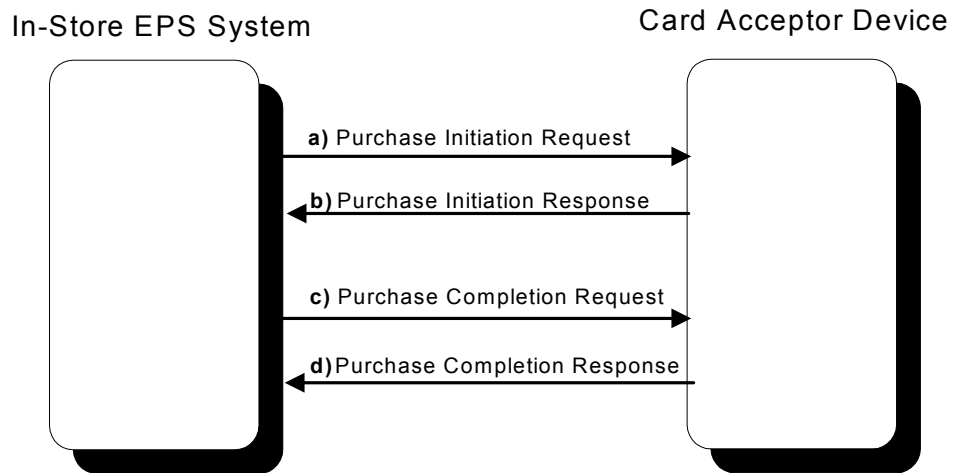 In-Store EPS System
Card Acceptor Device
a) Purchase Initiation Request
b) Purchase Initiation Response
c) Purchase Completion Request
d) Purchase Completion Response